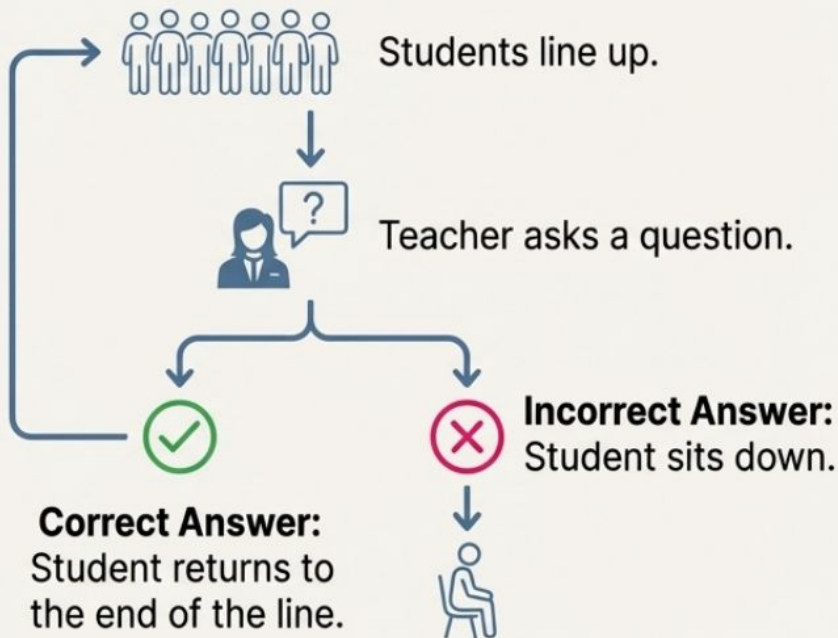 Students line up.
?
Teacher asks a question.
Incorrect Answer:
Student sits down.
Correct Answer:
Student returns to
the end of the line.